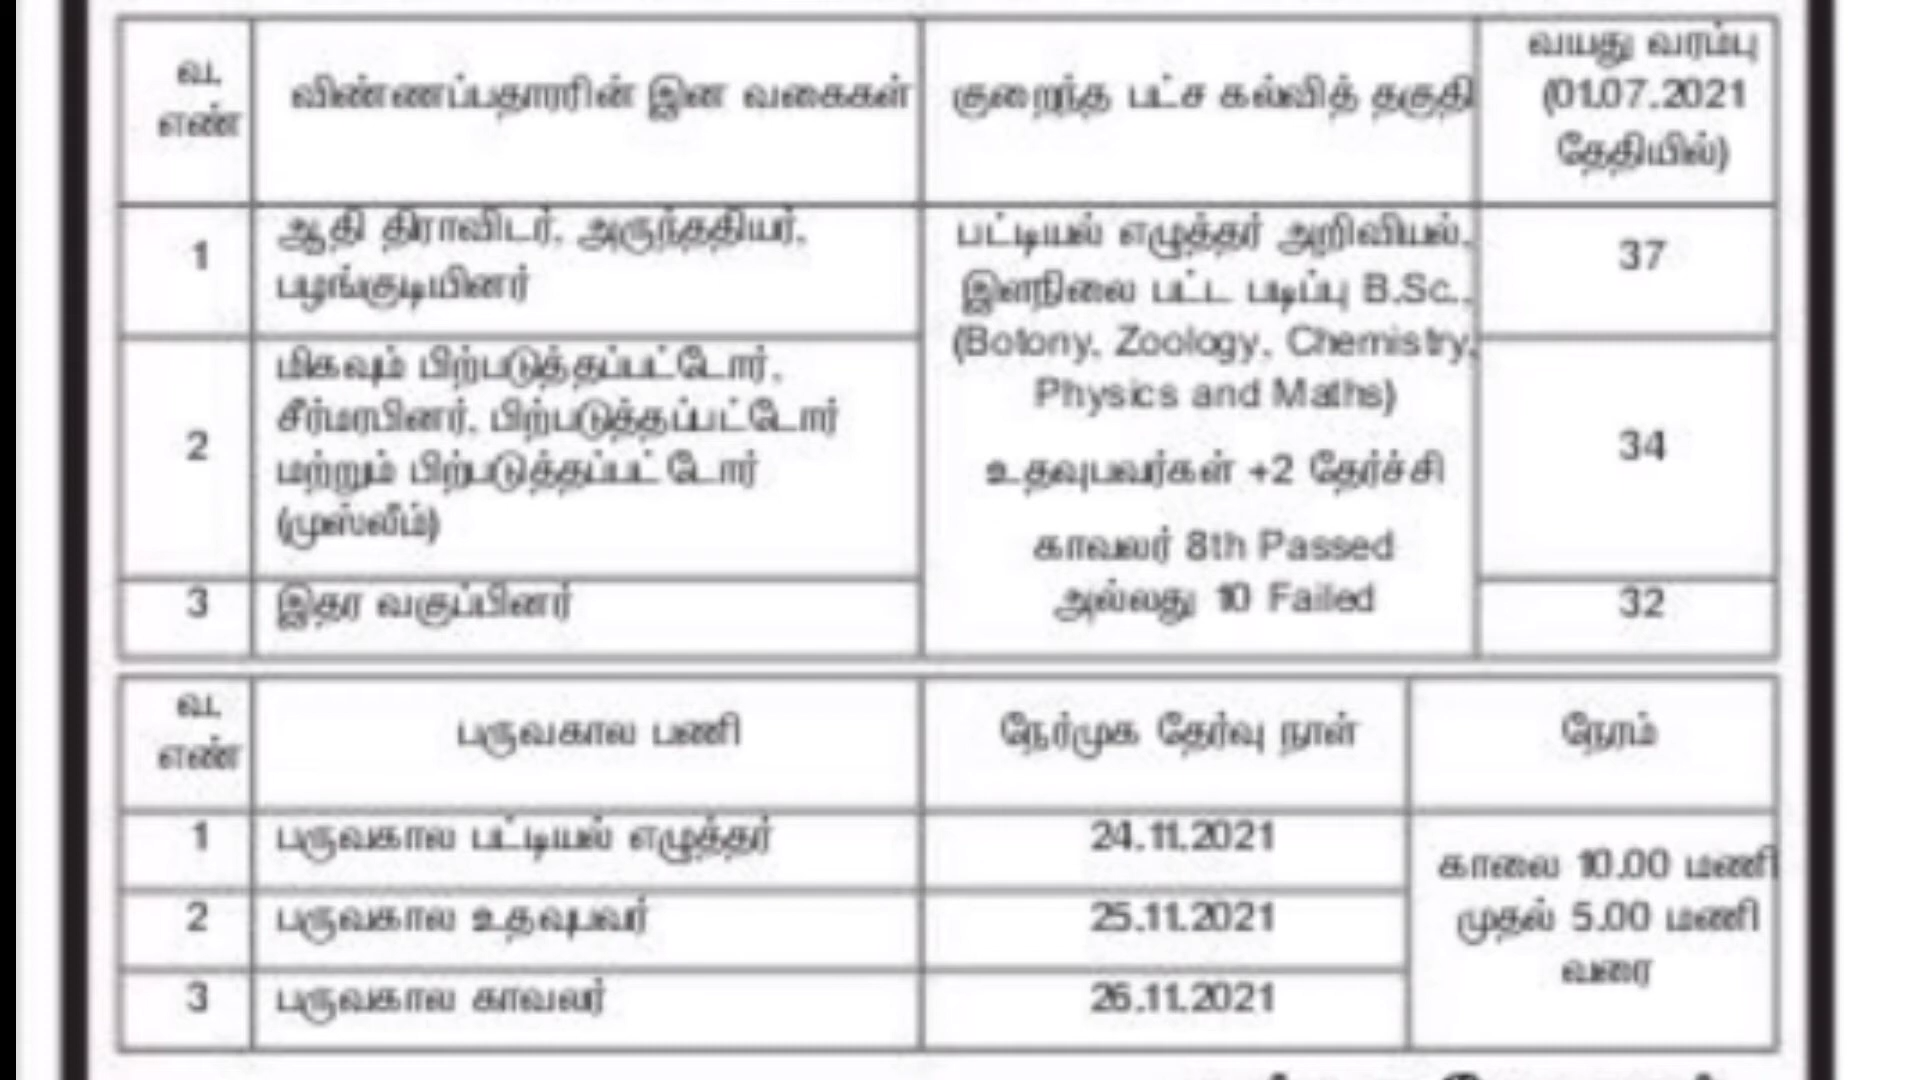 வ. எண்
விண்ணப்பதாரரின் இன வகைகள்
குறைந்த பட்ச கல்வித் தகுதி
வயது வரம்பு
(01.07.2021
தேதியில்)
1
ஆதி திராவிடர், அருந்ததியர்,
பழங்குடியினர்
பட்டியல் எழுத்தர் அறிவியல்,
இளநிலை பட்ட படிப்பு B.Sc.,
(Botony, Zoology, Chemistry,
Physics and Maths)
உதவுபவர்கள் +2 தேர்ச்சி
காவலர் 8th Passed
அல்லது 10 Failed
37
2
மிகவும் பிற்படுத்தப்பட்டோர்,
சீர்மரபினர், பிற்படுத்தப்பட்டோர்
மற்றும் பிற்படுத்தப்பட்டோர்
(முஸ்லீம்)
34
3
இதர வகுப்பினர்
32
வ.
எண்
பருவகால பணி
நேர்முக தேர்வு நாள்
நேரம்
1
பருவகால பட்டியல் எழுத்தர்
24.11.2021
காலை 10.00 மணி
முதல் 5.00 மணி
வரை
2
பருவகால உதவுபவர்
25.11.2021
3
பருவகால காவலர்
26.11.2021